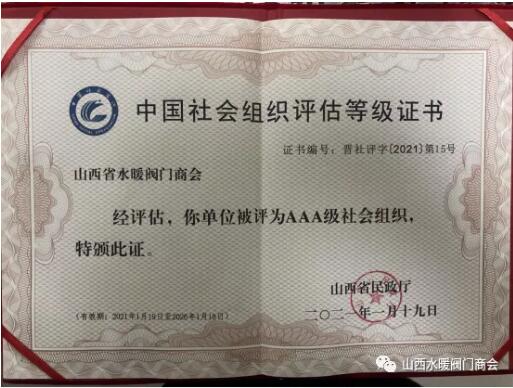 中国社会组织评估等级证书
证书编号：晋社评字〔2021〕第15号
山西省水暖阀门商会
经评估，你单位被评为AAA级社会组织，
特颁此证。
山西省民政厅
（有效期：2021年1月19日至2026年1月18日）
二〇二一年一月十九日
山西水暖阀门商会